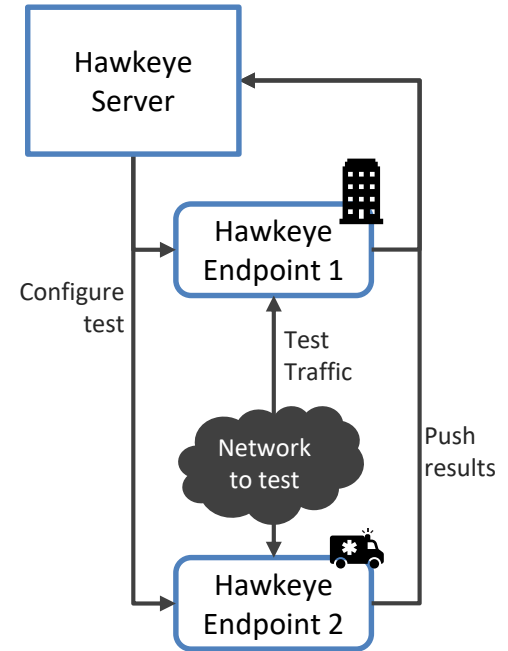 Hawkeye
Server
Hawkeye
Endpoint 1
Configure
test
Test
Traffic
Network
to test
Push
results
Hawkeye
Endpoint 2